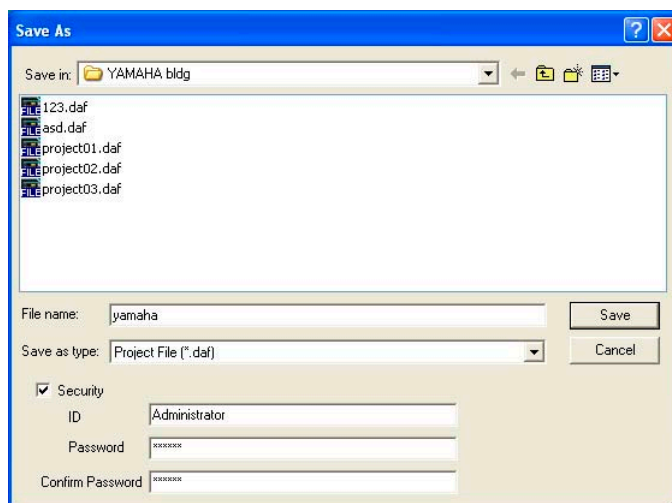 Save As
Save in: YAMAHA bldg
123.daf
asd.daf
project01.daf
project02.daf
project03.daf
File name: yamaha Save
Save as type: Project File (*.daf) Cancel
Security
ID Administrator
Password ******
Confirm Password ******